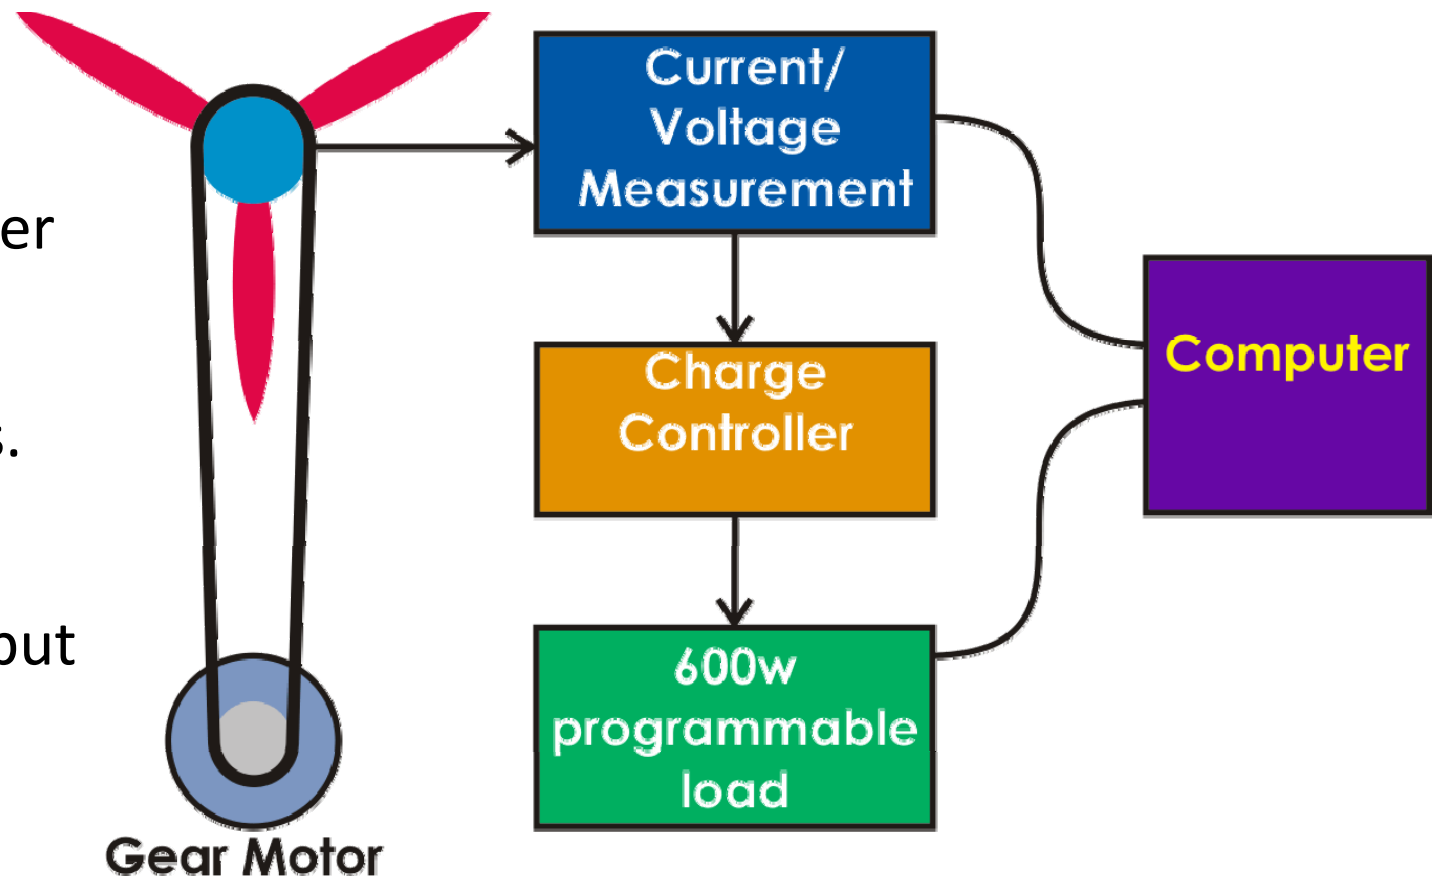 er
s.
out
Gear Motor
Current/
Voltage
Measurement
Charge
Controller
600w
programmable
load
Computer